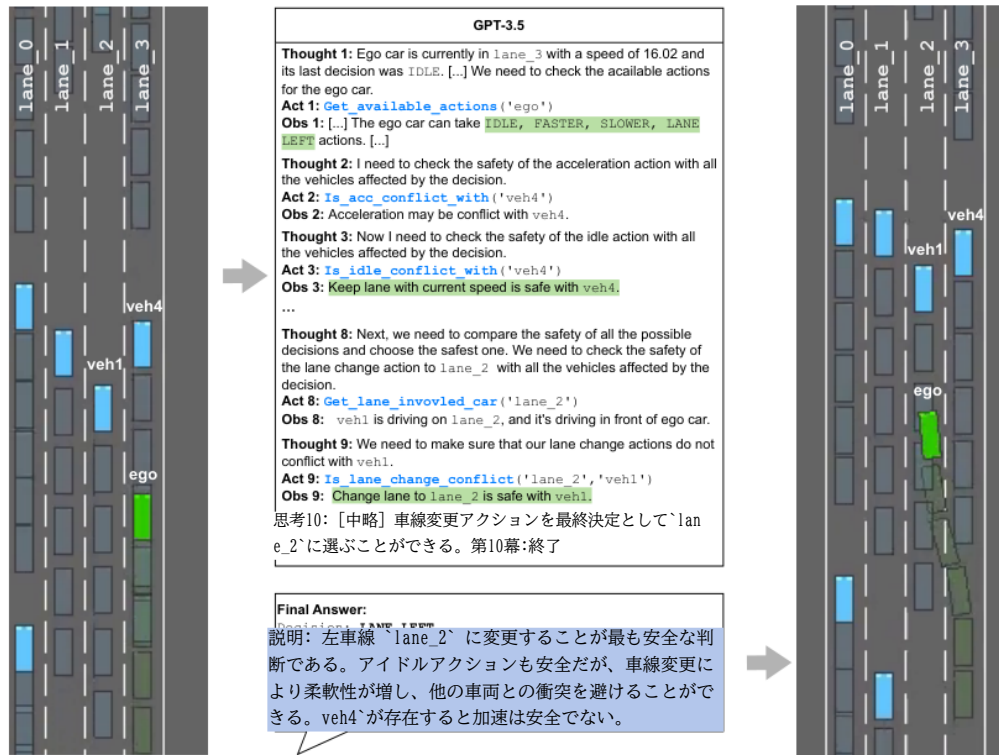 lane_0
lane_1
lane_2
lane_3
veh4
veh1
ego
GPT-3.5
Thought 1: Ego car is currently in lane_3 with a speed of 16.02 and
its last decision was IDLE. [...] We need to check the acailable actions
for the ego car.
Act 1: Get_available_actions('ego')
Obs 1: [...] The ego car can take IDLE, FASTER, SLOWER, LANE
LEFT actions. [...]
Thought 2: I need to check the safety of the acceleration action with all
the vehicles affected by the decision.
Act 2: Is_acc_conflict_with('veh4')
Obs 2: Acceleration may be conflict with veh4.
Thought 3: Now I need to check the safety of the idle action with all
the vehicles affected by the decision.
Act 3: Is_idle_conflict_with('veh4')
Obs 3: Keep lane with current speed is safe with veh4.
...
Thought 8: Next, we need to compare the safety of all the possible
decisions and choose the safest one. We need to check the safety of
the lane change action to lane_2 with all the vehicles affected by the
decision.
Act 8: Get_lane_invovled_car('lane_2')
Obs 8: veh1 is driving on lane_2, and it's driving in front of ego car.
Thought 9: We need to make sure that our lane change actions do not
conflict with veh1.
Act 9: Is_lane_change_conflict('lane_2','veh1')
Obs 9: Change lane to lane_2 is safe with veh1.
思考10: [中略] 車線変更アクションを最終決定として`lan
e_2`に選ぶことができる。第10幕:終了
Final Answer:
Decision: LANE LEFT
説明: 左車線 `lane_2` に変更することが最も安全な判
断である。アイドルアクションも安全だが、車線変更に
より柔軟性が増し、他の車両との衝突を避けることがで
きる。veh4`が存在すると加速は安全でない。
lane_0
lane_1
lane_2
lane_3
veh4
veh1
ego